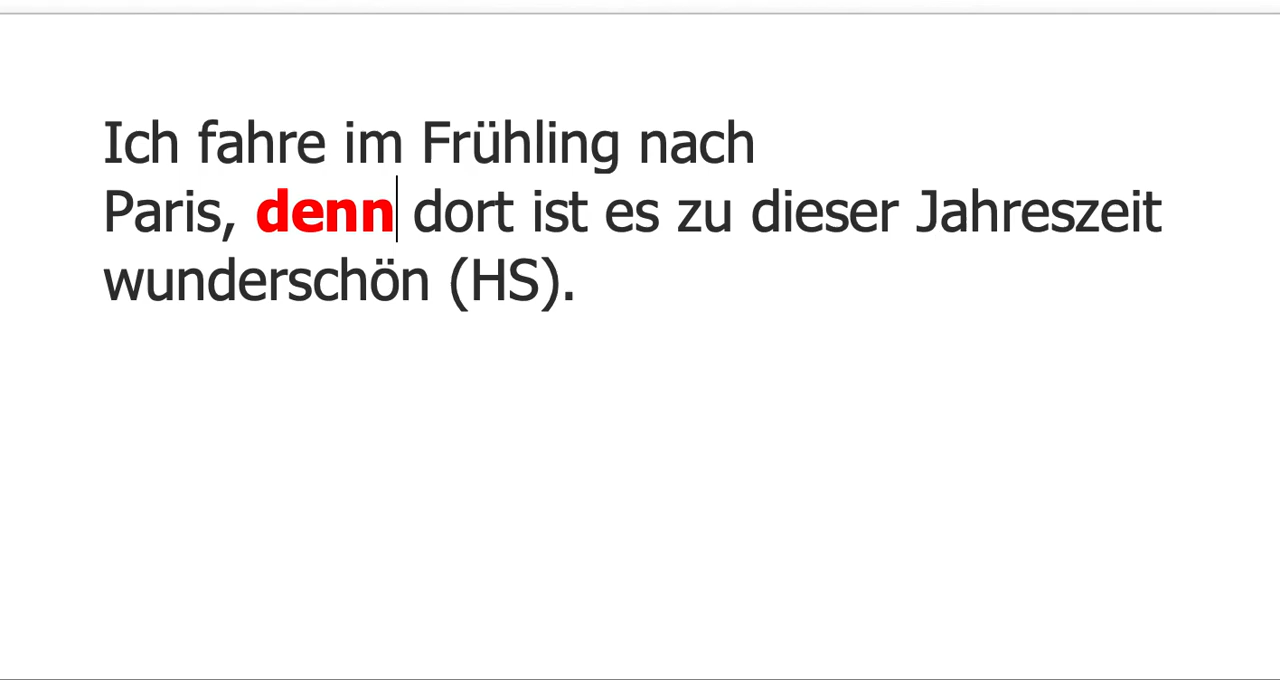 Ich fahre im Frühling nach
Paris, denn dort ist es zu dieser Jahreszeit
wunderschön (HS).